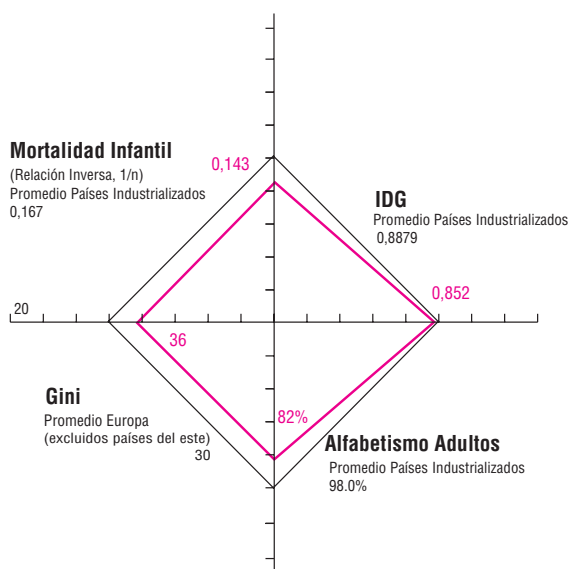 Mortalidad Infantil
(Relación Inversa, 1/n)
Promedio Países Industrializados
0,167
0,143
IDG
Promedio Países Industrializados
0,8879
0,852
20
36
Gini
Promedio Europa
(excluidos países del este)
30
82%
Alfabetismo Adultos
Promedio Países Industrializados
98.0%